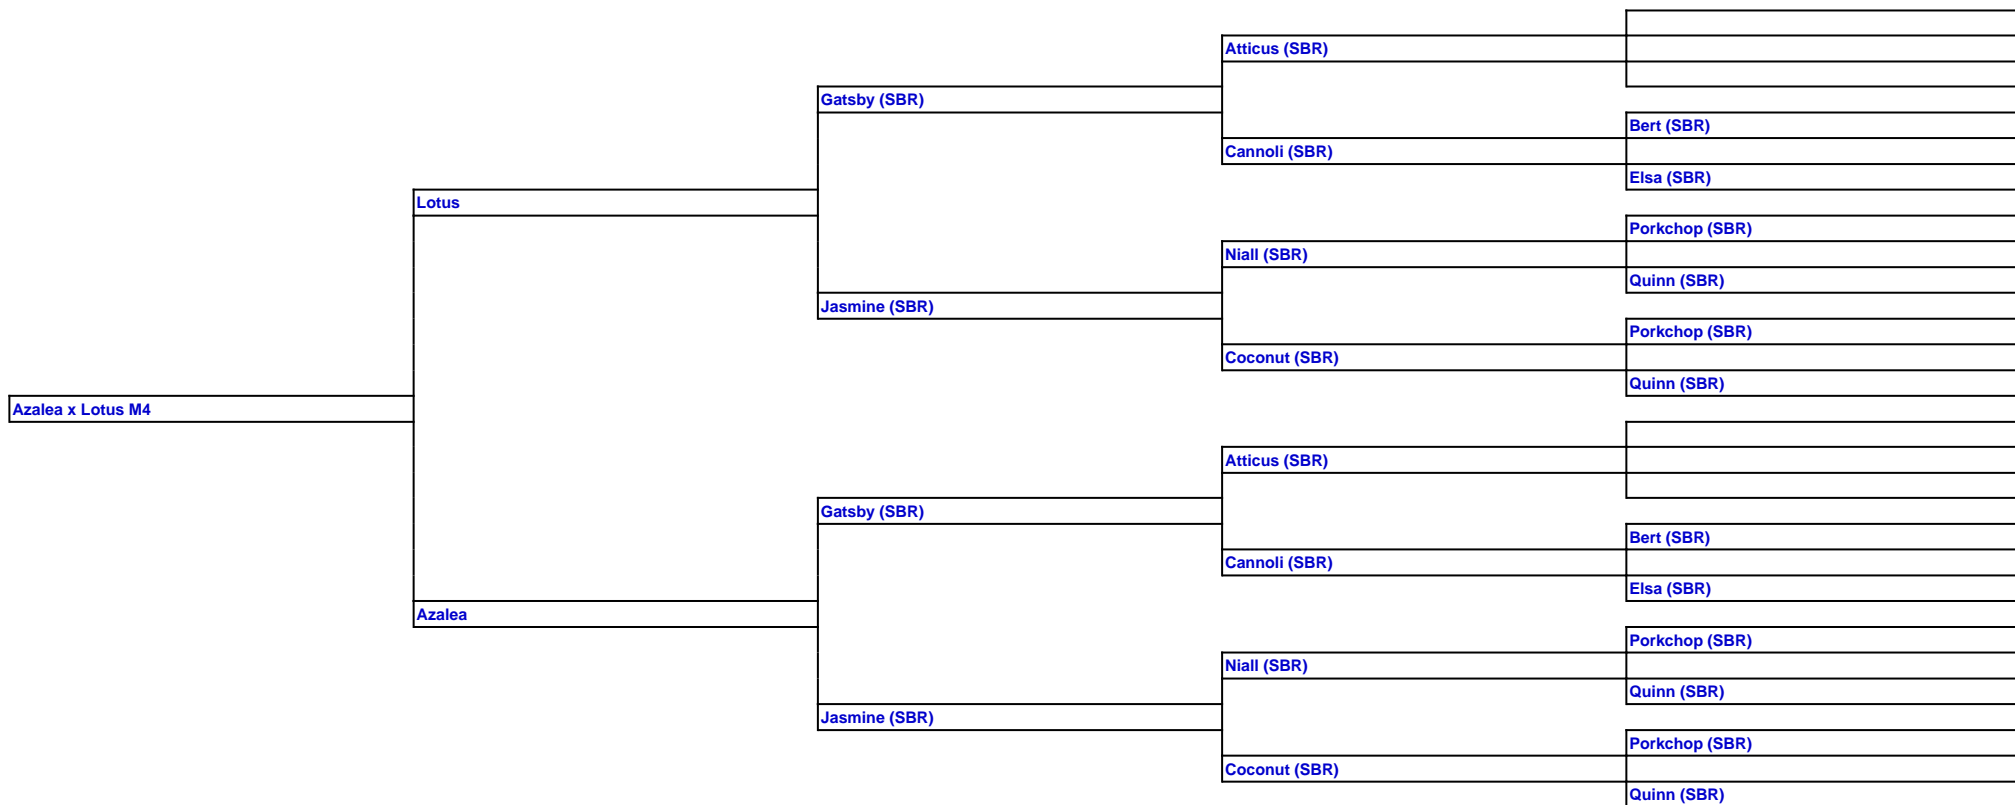 Atticus (SBR)
Gatsby (SBR)
Bert (SBR)
Cannoli (SBR)
Elsa (SBR)
Lotus
Porkchop (SBR)
Niall (SBR)
Quinn (SBR)
Jasmine (SBR)
Porkchop (SBR)
Coconut (SBR)
Quinn (SBR)
Azalea x Lotus M4
Atticus (SBR)
Gatsby (SBR)
Bert (SBR)
Cannoli (SBR)
Elsa (SBR)
Azalea
Porkchop (SBR)
Niall (SBR)
Quinn (SBR)
Jasmine (SBR)
Porkchop (SBR)
Coconut (SBR)
Quinn (SBR)